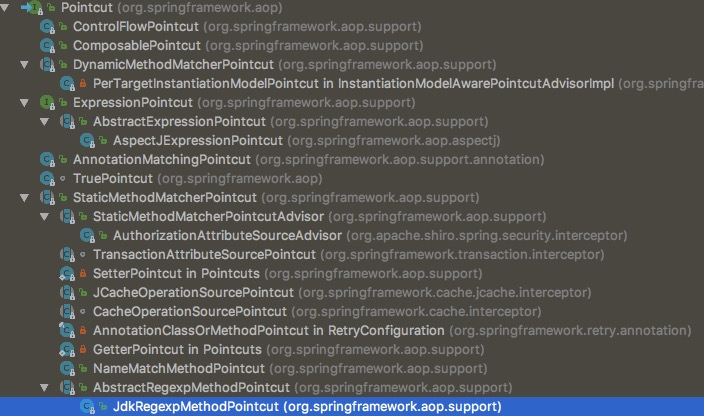 Pointcut (org.springframework.aop)
ControlFlowPointcut (org.springframework.aop.support)
ComposablePointcut (org.springframework.aop.support)
DynamicMethodMatcherPointcut (org.springframework.aop.support)
PerTargetInstantiationModelPointcut in InstantiationModelAwarePointcutAdvisorImpl (org.springfram
ExpressionPointcut (org.springframework.aop.support)
AbstractExpressionPointcut (org.springframework.aop.support)
AspectJExpressionPointcut (org.springframework.aop.aspectj)
AnnotationMatchingPointcut (org.springframework.aop.support.annotation)
TruePointcut (org.springframework.aop)
StaticMethodMatcherPointcut (org.springframework.aop.support)
StaticMethodMatcherPointcutAdvisor (org.springframework.aop.support)
AuthorizationAttributeSourceAdvisor (org.apache.shiro.spring.security.interceptor)
TransactionAttributeSourcePointcut (org.springframework.transaction.interceptor)
SetterPointcut in Pointcuts (org.springframework.aop.support)
JCacheOperationSourcePointcut (org.springframework.cache.jcache.interceptor)
CacheOperationSourcePointcut (org.springframework.cache.interceptor)
AnnotationClassOrMethodPointcut in RetryConfiguration (org.springframework.retry.annotation)
GetterPointcut in Pointcuts (org.springframework.aop.support)
NameMatchMethodPointcut (org.springframework.aop.support)
AbstractRegexpMethodPointcut (org.springframework.aop.support)
JdkRegexpMethodPointcut (org.springframework.aop.support)